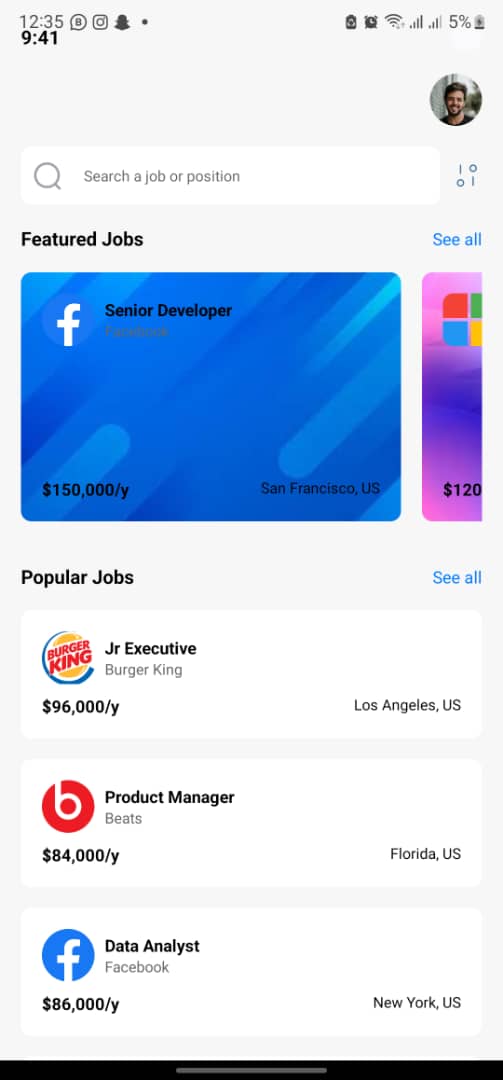 12:35
5%
9:41
Search a job or position
Featured Jobs
See all
Senior Developer
Facebook
$150,000/y
San Francisco, US
$120
Popular Jobs
See all
BURGER
KING
Jr Executive
Burger King
$96,000/y
Los Angeles, US
Product Manager
Beats
$84,000/y
Florida, US
Data Analyst
Facebook
$86,000/y
New York, US